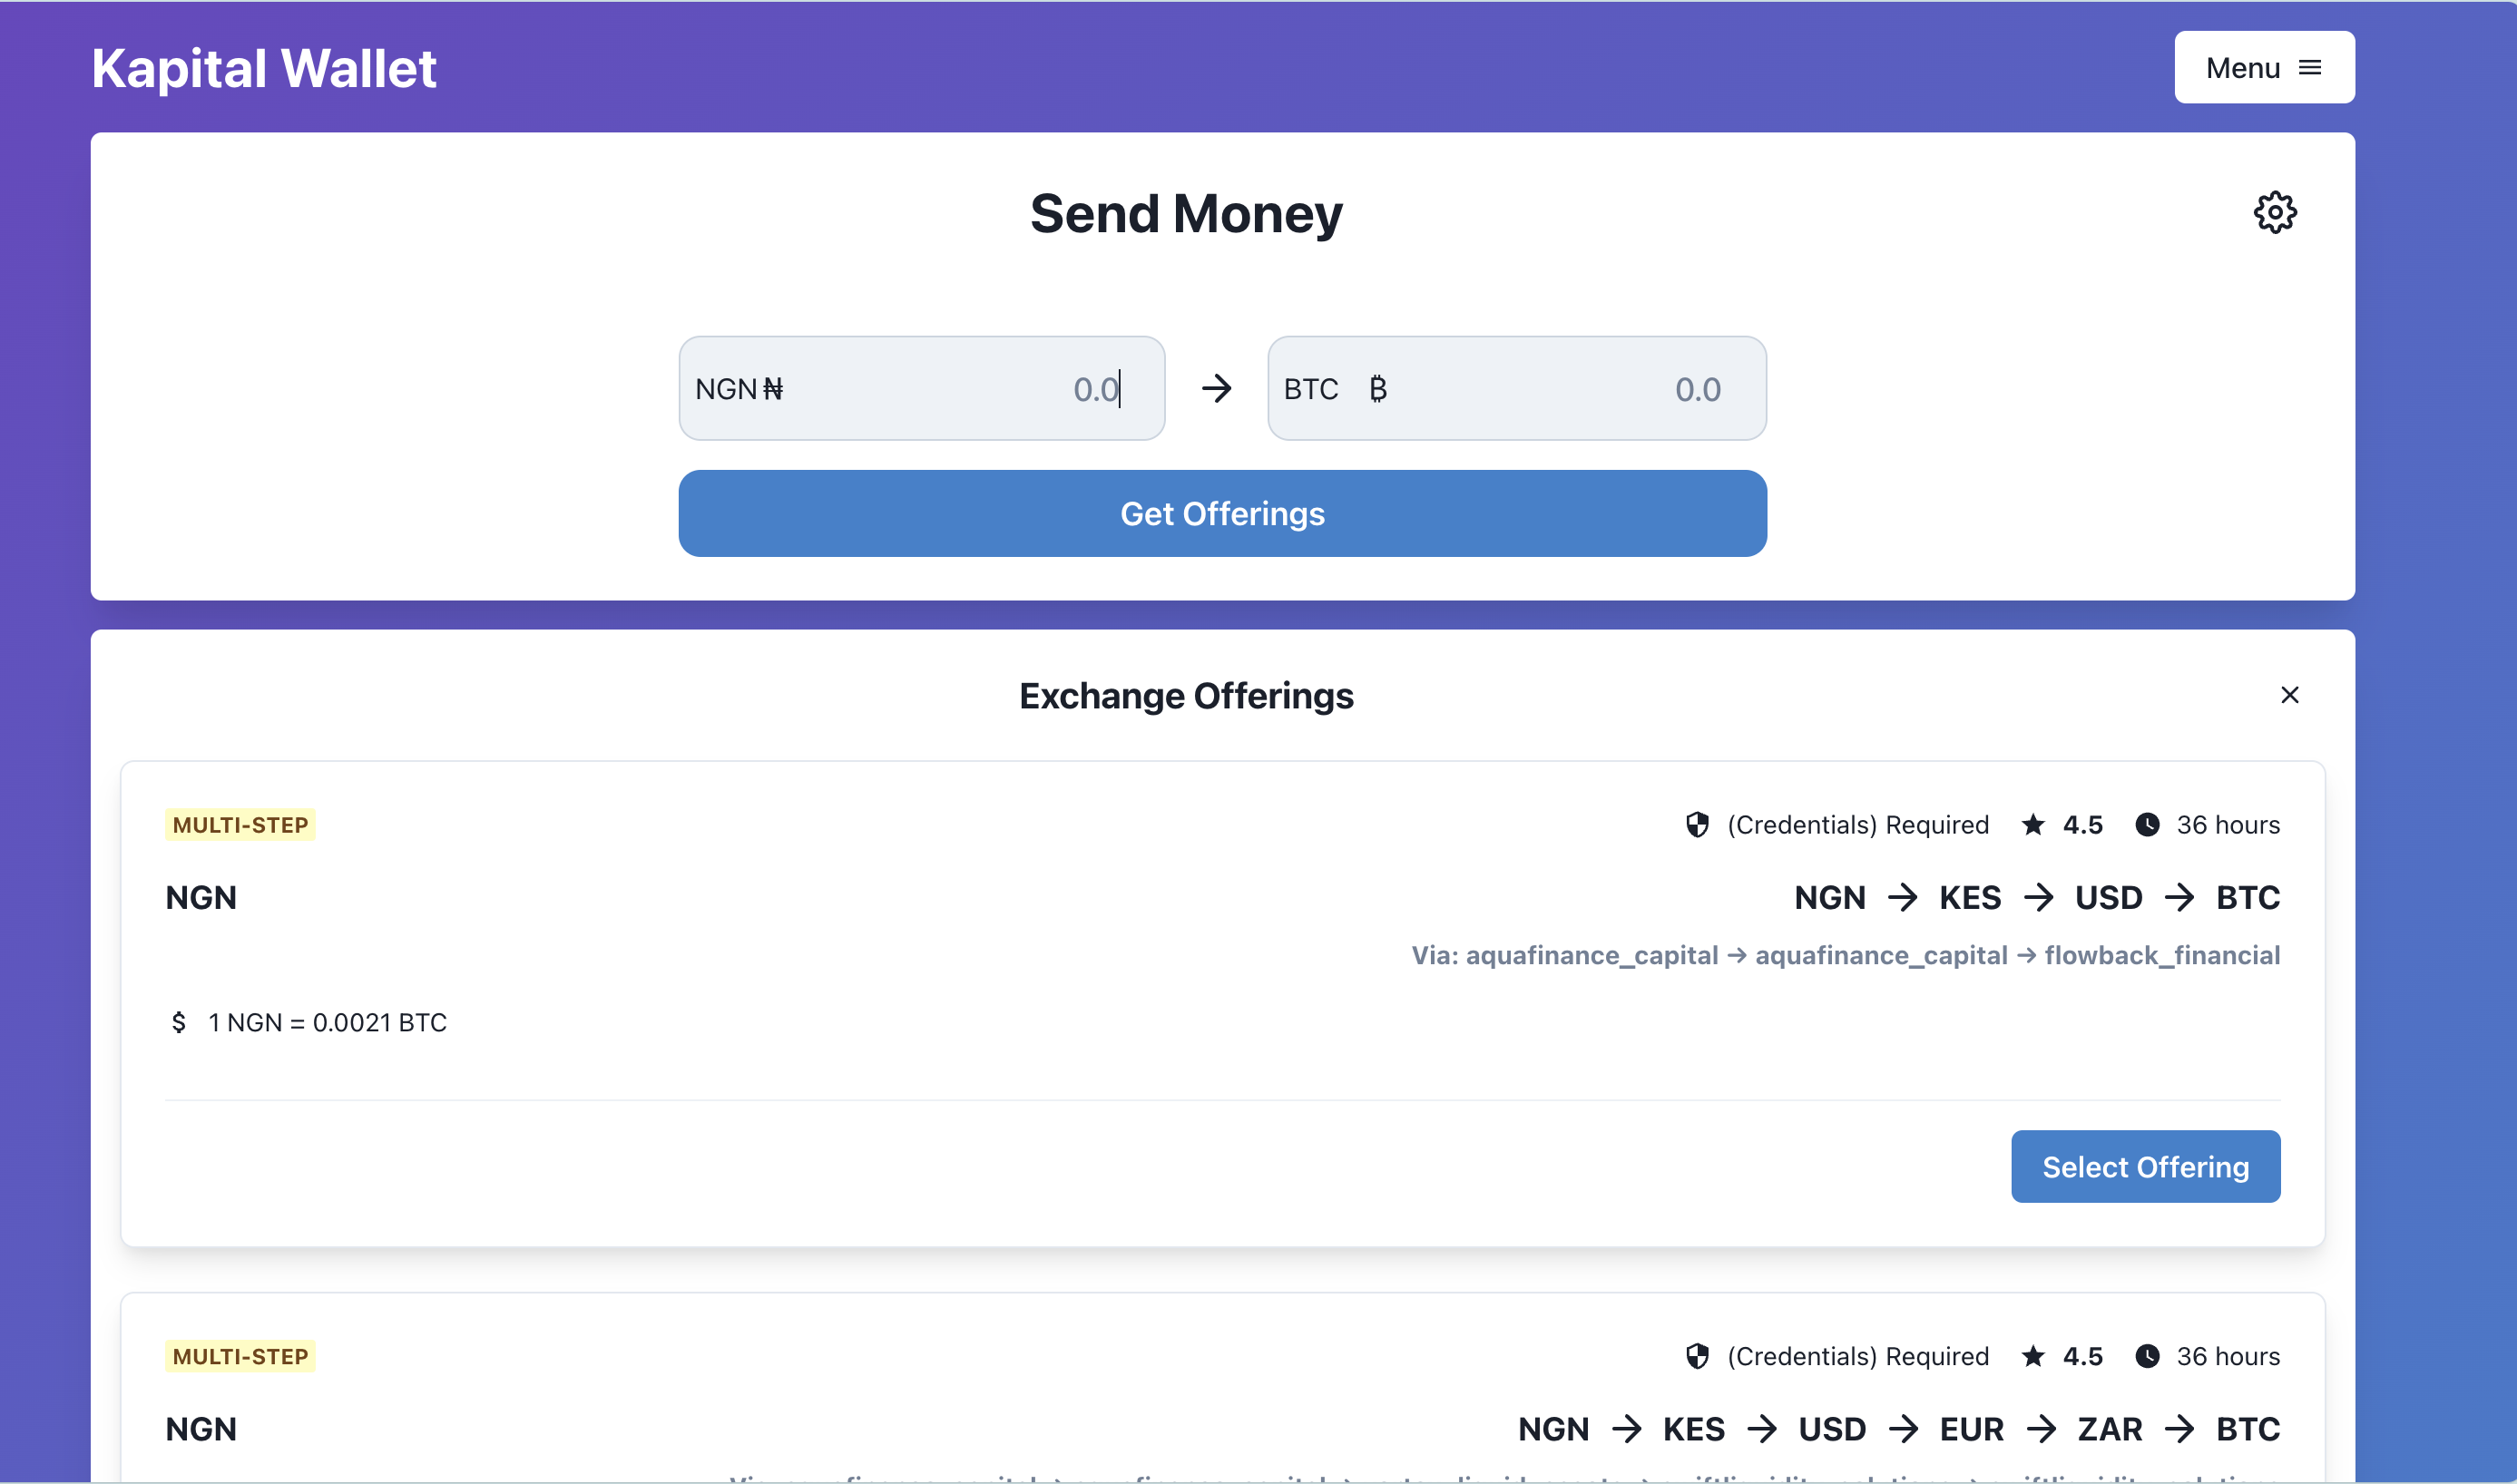 Kapital Wallet
Menu
Send Money
NGN ₦ 0.0 → BTC ₿ 0.0
Get Offerings
Exchange Offerings
MULTI-STEP (Credentials) Required 4.5 36 hours
NGN NGN → KES → USD → BTC
Via: aquafinance_capital → aquafinance_capital → flowback_financial
$ 1 NGN = 0.0021 BTC
Select Offering
MULTI-STEP (Credentials) Required 4.5 36 hours
NGN NGN → KES → USD → EUR → ZAR → BTC